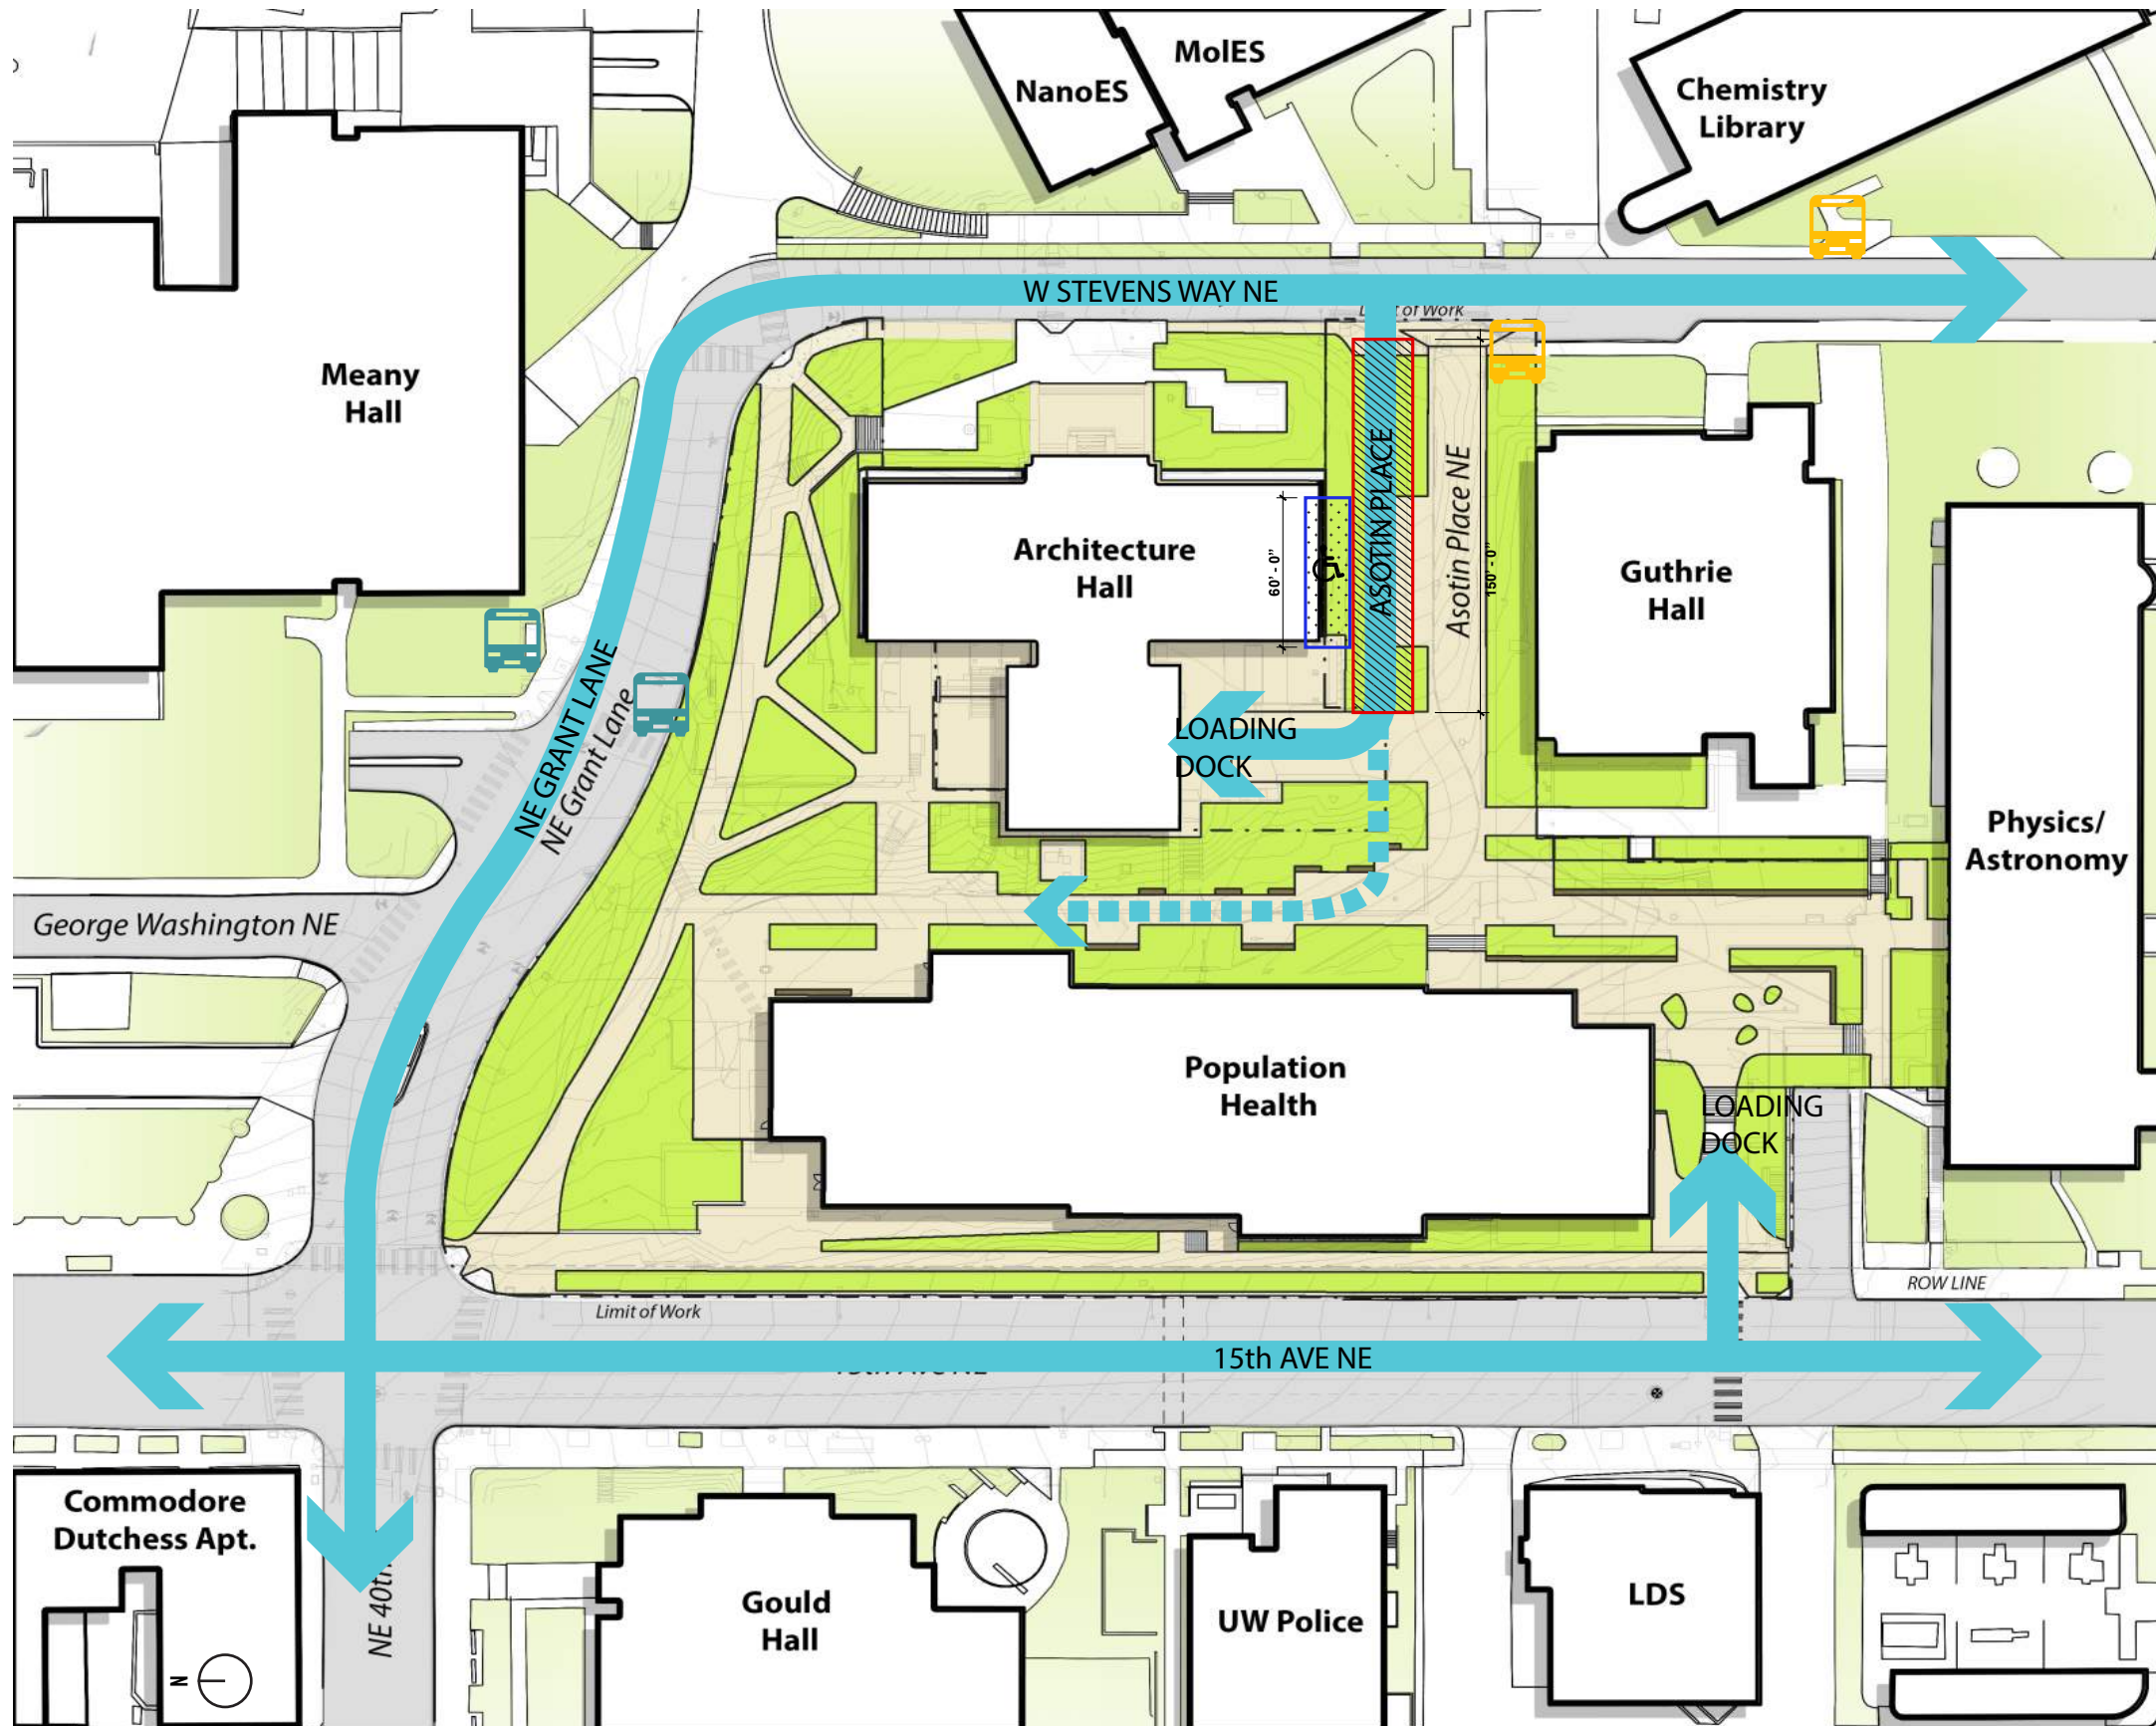 MolES
NanoES
Chemistry
Library
W STEVENS WAY NE
of Work
Meany
Hall
ASOTIN PLACE
Asotin Place NE
Architecture
Hall
60' - 0"
150' - 0"
Guthrie
Hall
NE GRANT LANE
NE Grant Lane
LOADING
DOCK
Physics/
Astronomy
George Washington NE
Population
Health
LOADING
DOCK
ROW LINE
Limit of Work
15th AVE NE
Commodore
Dutchess Apt.
NE 40th
Gould
Hall
UW Police
LDS
N